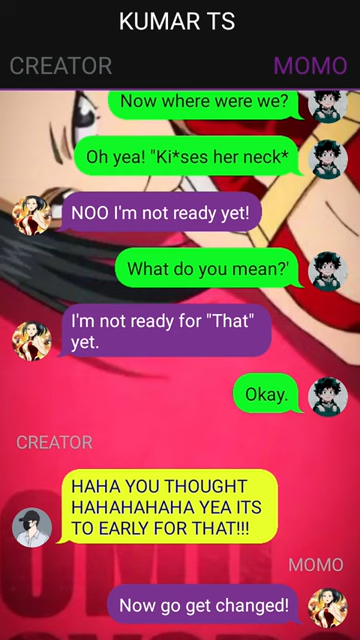 KUMAR TS
CREATOR
MOMO
Now where were we?
Oh yea! "Ki*ses her neck*
NOO I'm not ready yet!
What do you mean?'
I'm not ready for "That"
yet.
Okay.
CREATOR
HAHA YOU THOUGHT
HAHAHAHAHA YEA ITS
TO EARLY FOR THAT!!!
MOMO
Now go get changed!